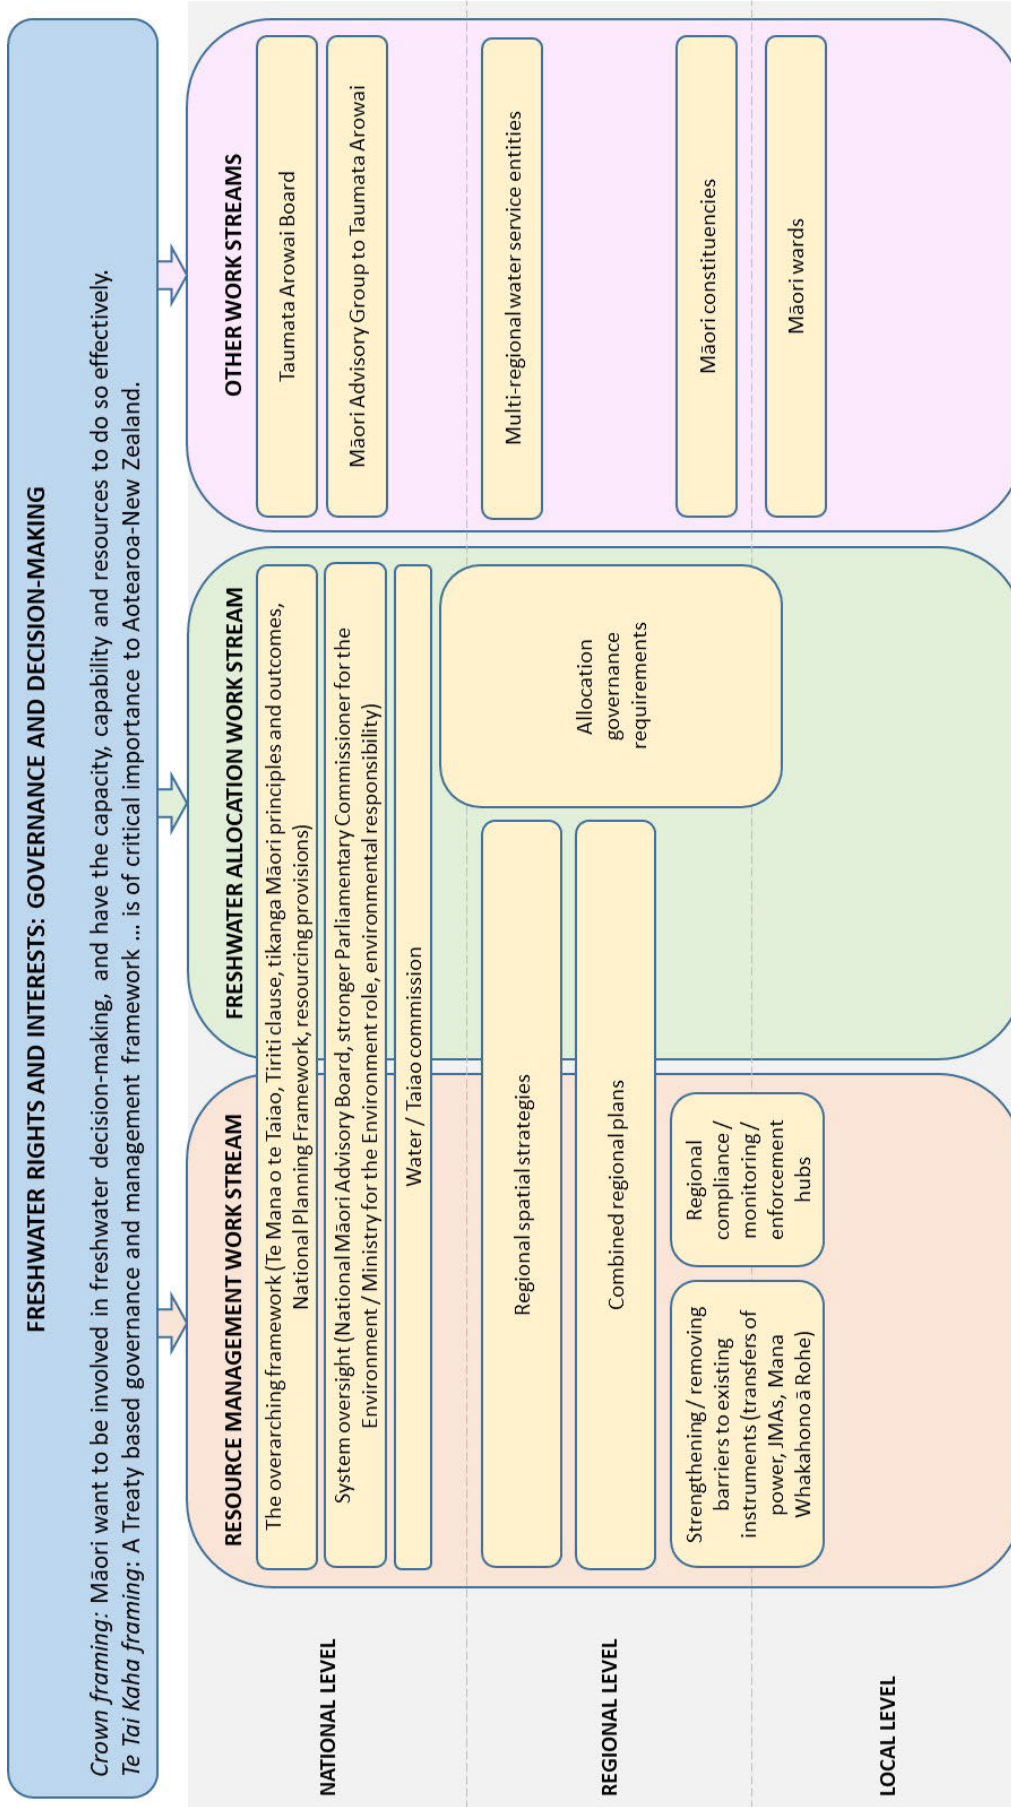 FRESHWATER RIGHTS AND INTERESTS: GOVERNANCE AND DECISION-MAKING
Crown framing: Māori want to be involved in freshwater decision-making, and have the capacity, capability and resources to do so effectively.
Te Tai Kaha framing: A Treaty based governance and management framework ... is of critical importance to Aotearoa-New Zealand.
RESOURCE MANAGEMENT WORK STREAM
FRESHWATER ALLOCATION WORK STREAM
OTHER WORK STREAMS
NATIONAL LEVEL
The overarching framework (Te Mana o te Taiao, Tiriti clause, tikanga Māori principles and outcomes,
National Planning Framework, resourcing provisions)
System oversight (National Māori Advisory Board, stronger Parliamentary Commissioner for the
Environment / Ministry for the Environment role, environmental responsibility)
Water / Taiao commission
Taumata Arowai Board
Māori Advisory Group to Taumata Arowai
REGIONAL LEVEL
Regional spatial strategies
Combined regional plans
Allocation
governance
requirements
Multi-regional water service entities
Strengthening / removing
barriers to existing
instruments (transfers of
power, JMAs, Mana
Whakahono ā Rohe)
Regional
compliance /
monitoring /
enforcement
hubs
Māori constituencies
LOCAL LEVEL
Māori wards